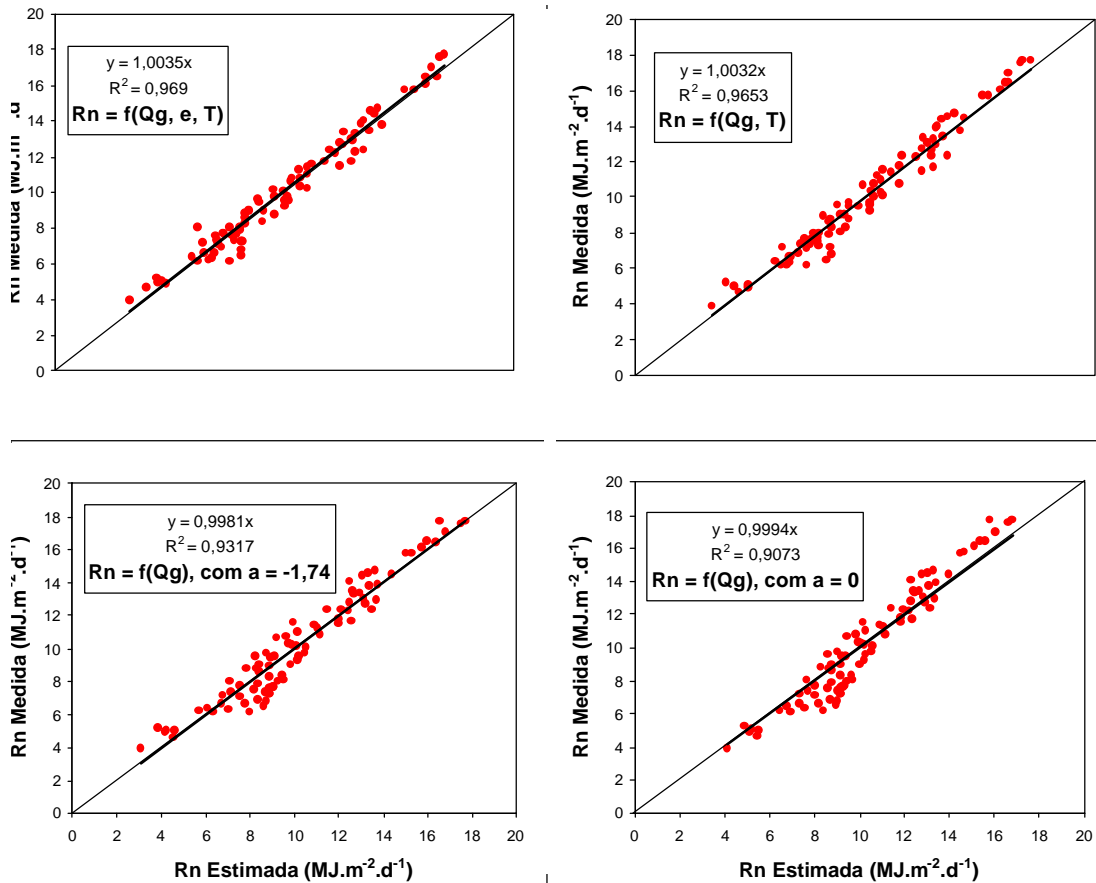 20
18
16
14
12
10
8
6
4
2
0
Rn Medida (MJ.m
y = 1,0035x
R² = 0,969
Rn = f(Qg, e, T)
20
18
16
14
12
10
8
6
4
2
0
Rn Medida (MJ.m⁻².d⁻¹)
y = 1,0032x
R² = 0,9653
Rn = f(Qg, T)
20
18
16
14
12
10
8
6
4
2
0
Rn Medida (MJ.m⁻².d⁻¹)
y = 0,9981x
R² = 0,9317
Rn = f(Qg), com a = -1,74
0 2 4 6 8 10 12 14 16 18 20
Rn Estimada (MJ.m⁻².d⁻¹)
20
18
16
14
12
10
8
6
4
2
0
Rn Medida (MJ.m⁻².d⁻¹)
y = 0,9994x
R² = 0,9073
Rn = f(Qg), com a = 0
0 2 4 6 8 10 12 14 16 18 20
Rn Estimada (MJ.m⁻².d⁻¹)